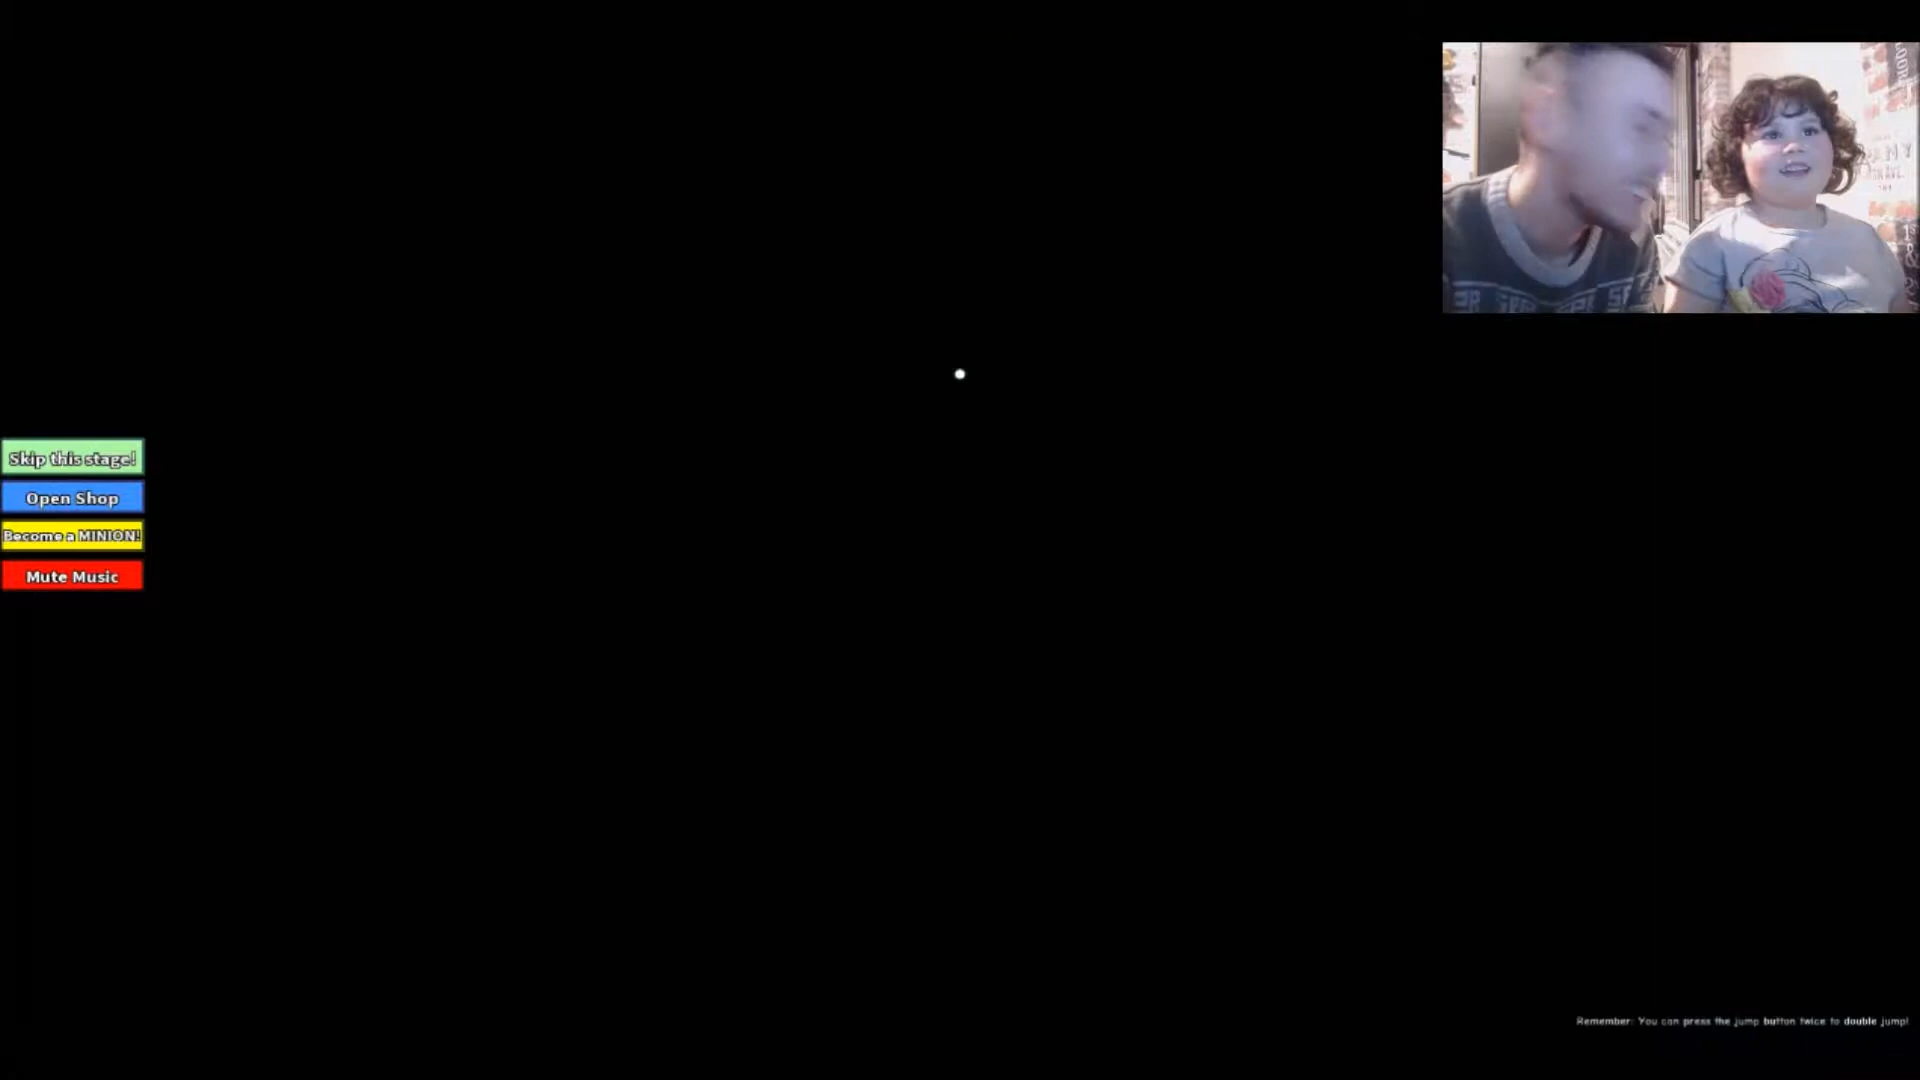 Skip this stage!
Open Shop
Become a MINION!
Mute Music
Remember: You can press the jump button twice to double jump!